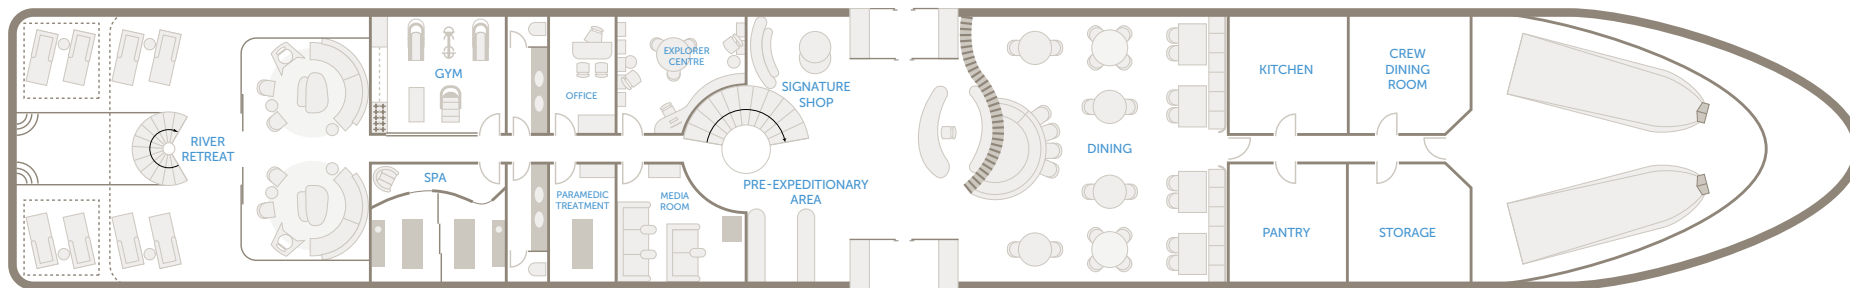 RIVER
RETREAT
GYM
SPA
OFFICE
PARAMEDIC
TREATMENT
EXPLORER
CENTRE
MEDIA
ROOM
SIGNATURE
SHOP
PRE-EXPEDITIONARY
AREA
DINING
KITCHEN
CREW
DINING
ROOM
PANTRY
STORAGE